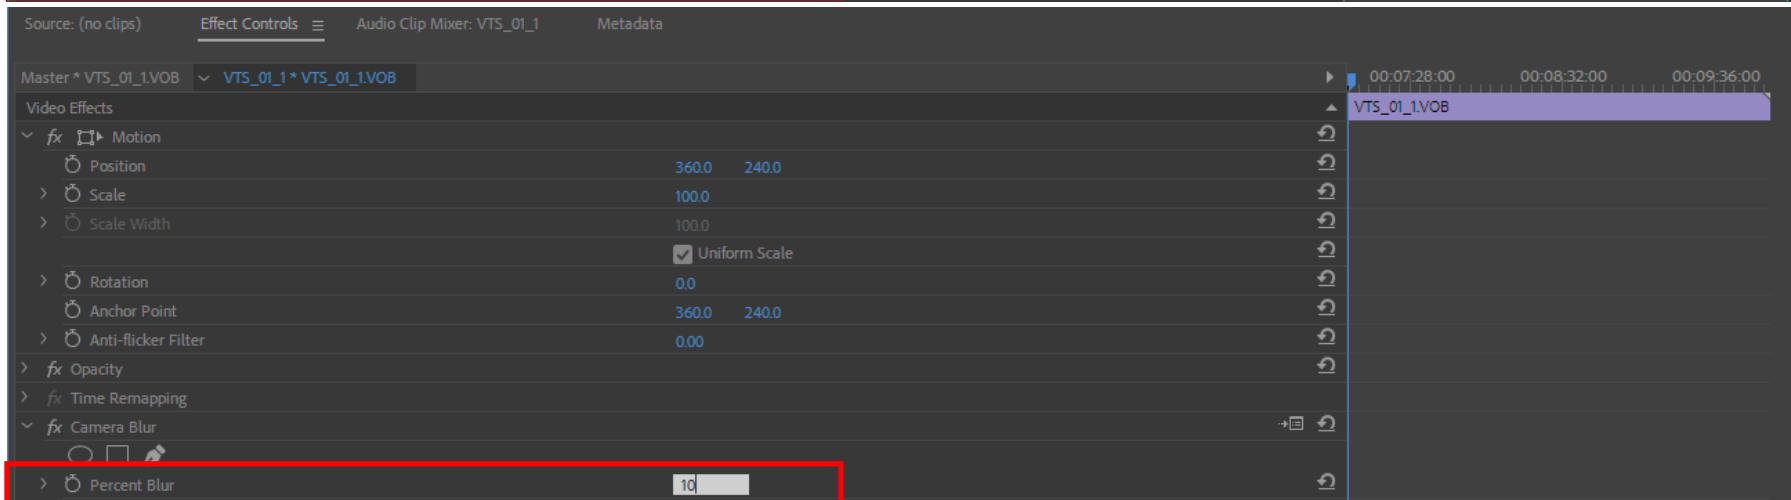 Source: (no clips) Effect Controls Audio Clip Mixer: VTS_01_1 Metadata
Master * VTS_01_1.VOB VTS_01_1 * VTS_01_1.VOB 00:07:28:00 00:08:32:00 00:09:36:00
Video Effects VTS_01_1.VOB
fx Motion
Position 360.0 240.0
Scale 100.0
Scale Width 100.0
Uniform Scale
Rotation 0.0
Anchor Point 360.0 240.0
Anti-flicker Filter 0.00
fx Opacity
fx Time Remapping
fx Camera Blur
Percent Blur 10